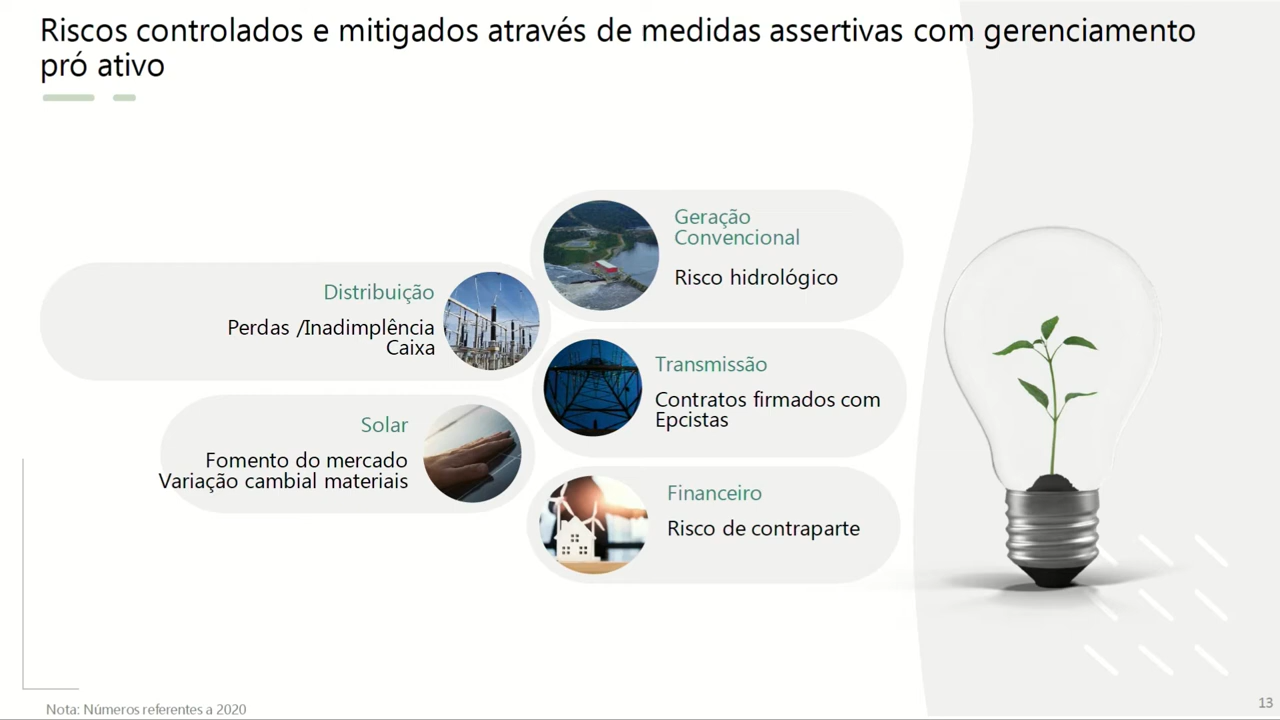 Riscos controlados e mitigados através de medidas assertivas com gerenciamento
pró ativo
Geração
Convencional
Risco hidrológico
Distribuição
Perdas /Inadimplência
Caixa
Transmissão
Contratos firmados com
Epcistas
Solar
Fomento do mercado
Variação cambial materiais
Financeiro
Risco de contraparte
Nota: Números referentes a 2020
13